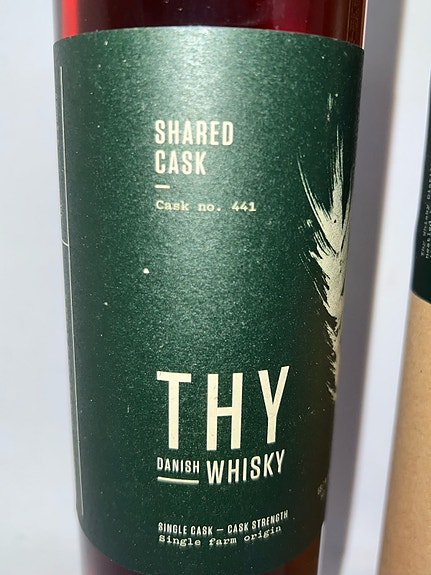 SHARED
CASK
Cask no. 441
THY
DANISH WHISKY
SINGLE CASK – CASK STRENGTH
Single farm origin